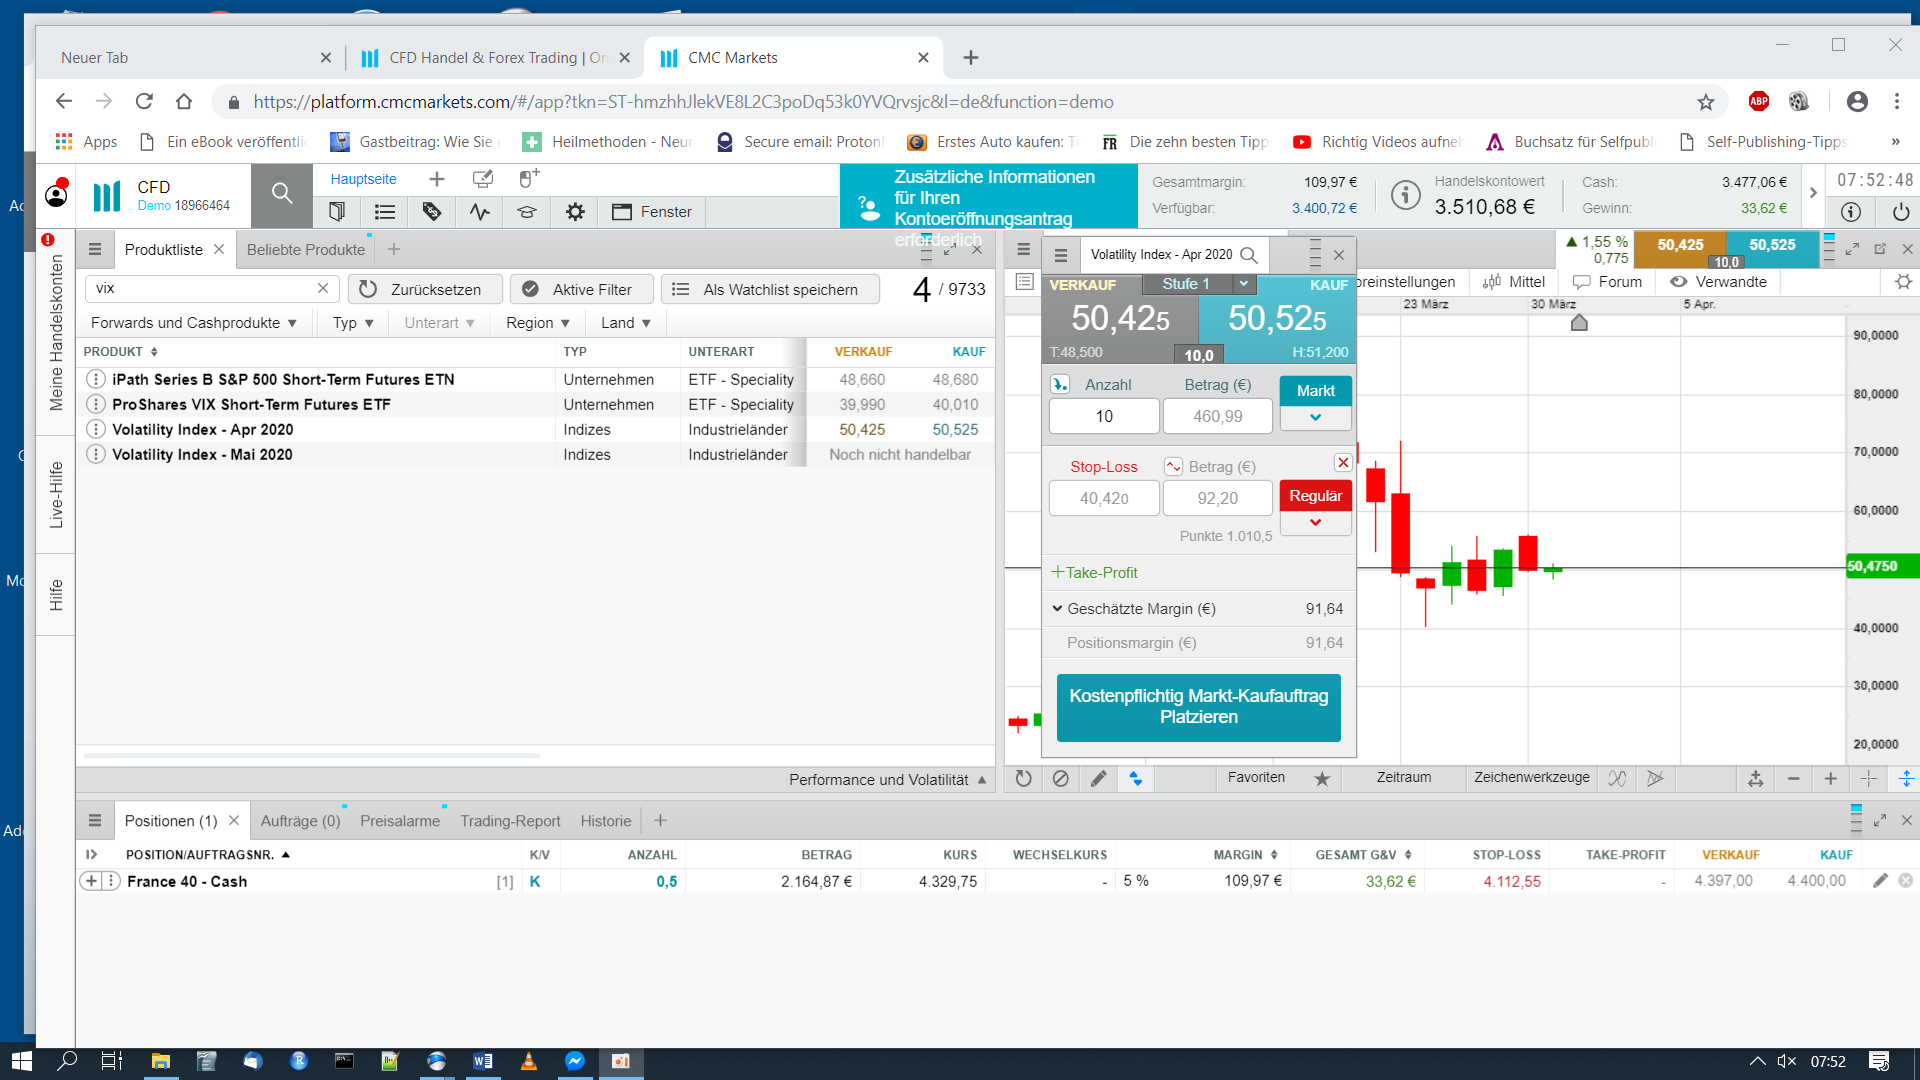 Neuer Tab
CFD Handel & Forex Trading | On
CMC Markets
https://platform.cmcmarkets.com/#/app?tkn=ST-hmzhhJlekVE8L2C3poDq53k0YVQrvsjc&l=de&function=demo
ABP
Apps
Ein eBook veröffentlic
Gastbeitrag: Wie Sie e
Heilmethoden - Neur
Secure email: ProtonM
Erstes Auto kaufen: Ti
FR Die zehn besten Tipp
Richtig Videos aufneh
Buchsatz für Selfpubl
Self-Publishing-Tipps
»
CFD
Demo 18966464
Hauptseite
Fenster
Zusätzliche Informationen
für Ihren
Kontoeröffnungsantrag
erforderlich
Gesamtmargin: 109,97 €
Verfügbar: 3.400,72 €
Handelskontowert
3.510,68 €
Cash: 3.477,06 €
Gewinn: 33,62 €
07:52:48
Meine Handelskonten
Live-Hilfe
Hilfe
Produktliste
Beliebte Produkte
vix
Zurücksetzen
Aktive Filter
Als Watchlist speichern
4 / 9733
Forwards und Cashprodukte
Typ
Unterart
Region
Land
PRODUKT TYP UNTERART VERKAUF KAUF
iPath Series B S&P 500 Short-Term Futures ETN Unternehmen ETF - Speciality 48,660 48,680
ProShares VIX Short-Term Futures ETF Unternehmen ETF - Speciality 39,990 40,010
Volatility Index - Apr 2020 Indizes Industrieländer 50,425 50,525
Volatility Index - Mai 2020 Indizes Industrieländer Noch nicht handelbar
Performance und Volatilität
Volatility Index - Apr 2020
VERKAUF Stufe 1 KAUF
50,425 50,525
T:48,500 10,0 H:51,200
Anzahl Betrag (€) Markt
10 460,99
Stop-Loss Betrag (€)
40,420 92,20 Regulär
Punkte 1.010,5
Take-Profit
Geschätzte Margin (€) 91,64
Positionsmargin (€) 91,64
Kostenpflichtig Markt-Kaufauftrag
Platzieren
1,55 %
0,775
50,425 50,525
10,0
oreinstellungen
Mittel
Forum
Verwandte
23 März 30 März 5 Apr.
90,0000
80,0000
70,0000
60,0000
50,4750
40,0000
30,0000
20,0000
Favoriten
Zeitraum
Zeichenwerkzeuge
Positionen (1)
Aufträge (0)
Preisalarme
Trading-Report
Historie
POSITION/AUFTRAGSNR. K/V ANZAHL BETRAG KURS WECHSELKURS MARGIN GESAMT G&V STOP-LOSS TAKE-PROFIT VERKAUF KAUF
France 40 - Cash [1] K 0,5 2.164,87 € 4.329,75 - 5 % 109,97 € 33,62 € 4.112,55 - 4.397,00 4.400,00
07:52